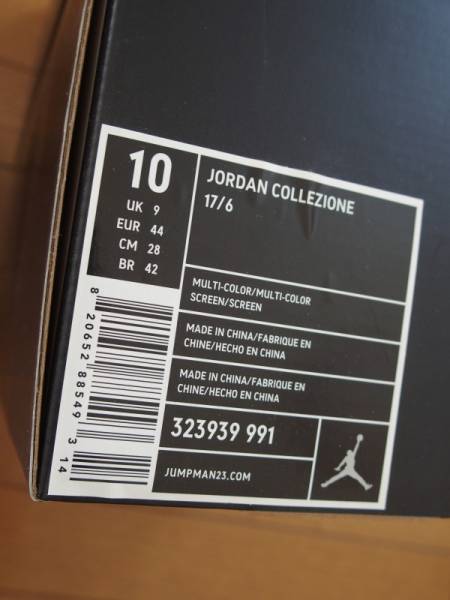 10
UK 9
EUR 44
CM 28
BR 42
JORDAN COLLEZIONE
17/6
MULTI-COLOR/MULTI-COLOR
SCREEN/SCREEN
MADE IN CHINA/FABRIQUE EN
CHINE/HECHO EN CHINA
MADE IN CHINA/FABRIQUE EN
CHINE/HECHO EN CHINA
323939 991
JUMPMAN23.COM
8 20652 88549 3 14